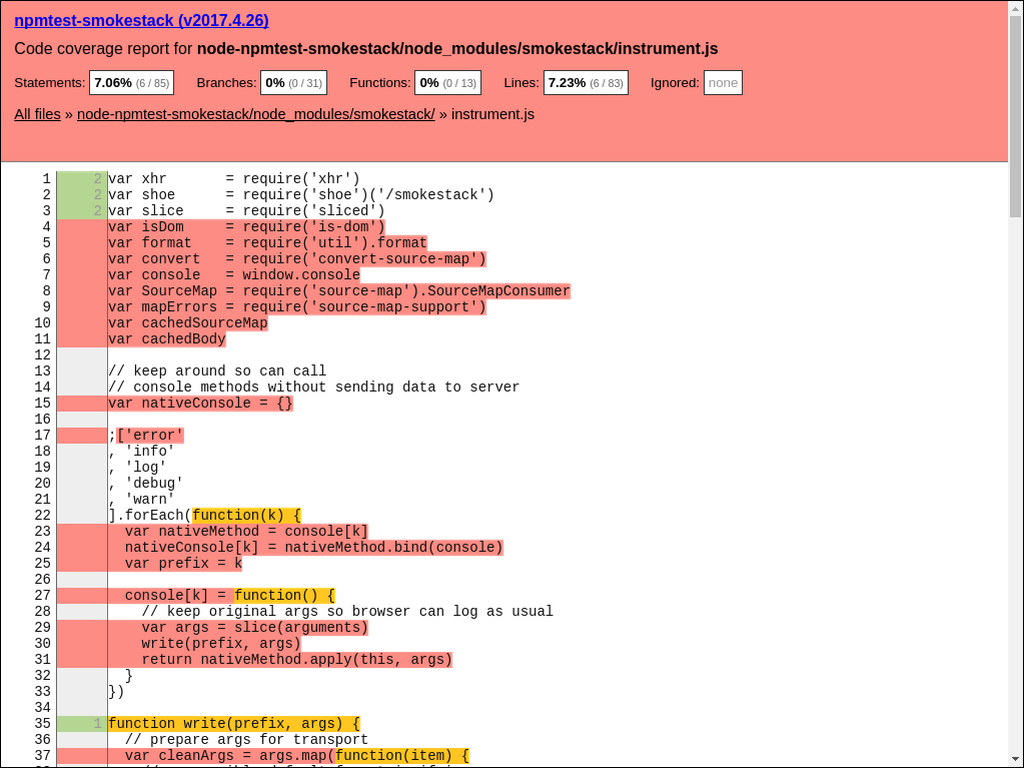 npmtest-smokestack (v2017.4.26)
Code coverage report for node-npmtest-smokestack/node_modules/smokestack/instrument.js
Statements: 7.06% (6 / 85) Branches: 0% (0 / 31) Functions: 0% (0 / 13) Lines: 7.23% (6 / 83) Ignored: none
All files » node-npmtest-smokestack/node_modules/smokestack/ » instrument.js
1 2 var xhr       = require('xhr')
2 2 var shoe      = require('shoe')('/smokestack')
3 2 var slice     = require('sliced')
4 var isDom     = require('is-dom')
5 var format    = require('util').format
6 var convert   = require('convert-source-map')
7 var console   = window.console
8 var SourceMap = require('source-map').SourceMapConsumer
9 var mapErrors = require('source-map-support')
10 var cachedSourceMap
11 var cachedBody
12
13 // keep around so can call
14 // console methods without sending data to server
15 var nativeConsole = {}
16
17 ;['error'
18 , 'info'
19 , 'log'
20 , 'debug'
21 , 'warn'
22 ].forEach(function(k) {
23   var nativeMethod = console[k]
24   nativeConsole[k] = nativeMethod.bind(console)
25   var prefix = k
26
27   console[k] = function() {
28     // keep original args so browser can log as usual
29     var args = slice(arguments)
30     write(prefix, args)
31     return nativeMethod.apply(this, args)
32   }
33 })
34
35 1 function write(prefix, args) {
36   // prepare args for transport
37   var cleanArgs = args.map(function(item) {